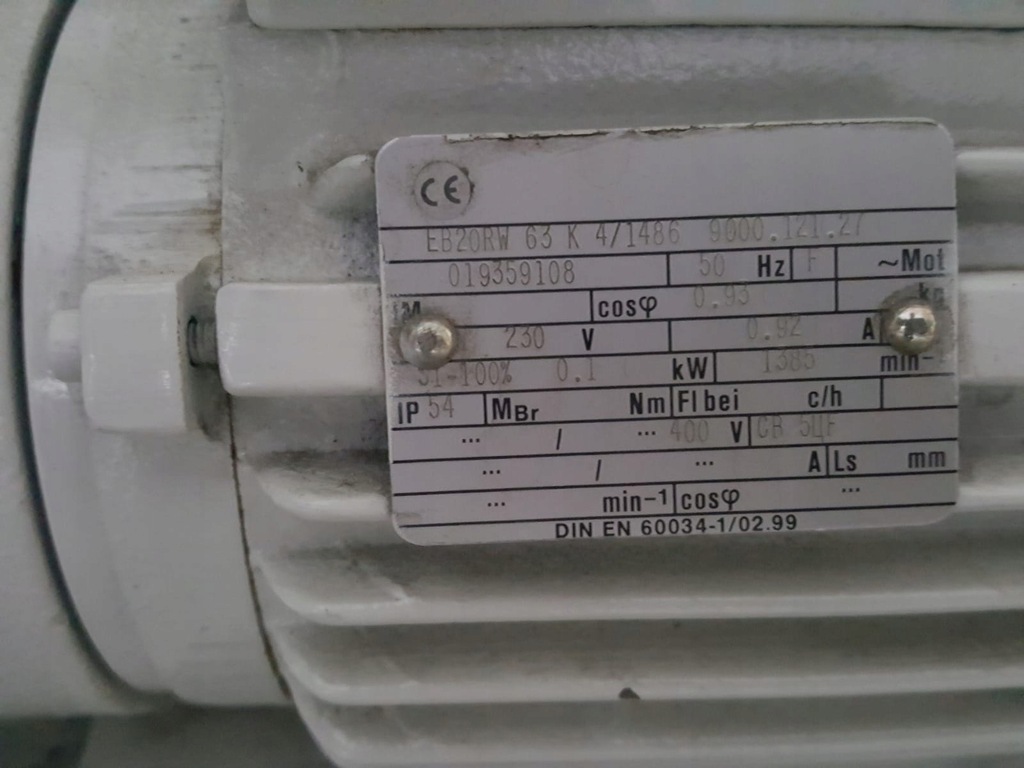 CE
EB20RW 63 K 4/1486 9000.121.27
019359108 50 Hz F ~Mot
IM cosφ 0.93 kg
230 V 0.92 A
S1-100% 0.1 kW 1385 min-1
IP 54 MBr Nm Fl bei c/h
... / ... 400 V CB 5µF
... / ... A Ls mm
... min-1 cosφ ...
DIN EN 60034-1/02.99